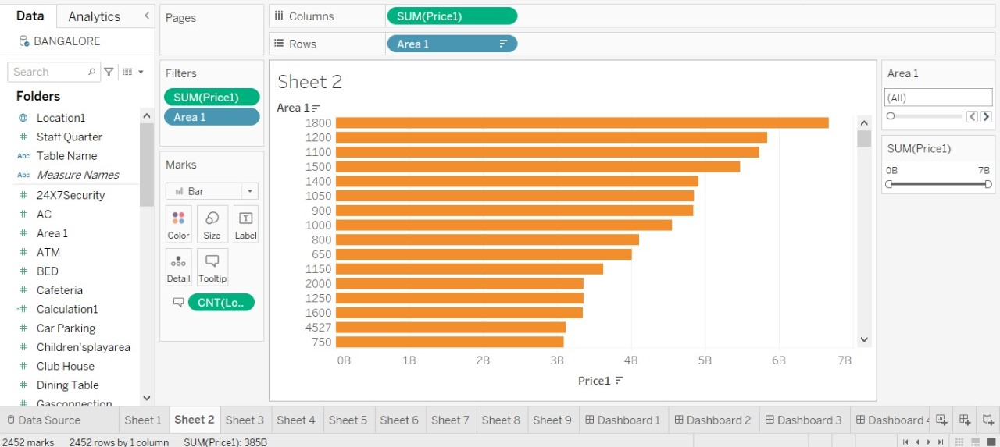 Data
Analytics
BANGALORE
Search
Folders
Location1
Staff Quarter
Abc Table Name
Abc Measure Names
24X7Security
AC
Area 1
ATM
BED
Cafeteria
Calculation1
Car Parking
Children'splayarea
Club House
Dining Table
Gasconnection
Pages
Filters
SUM(Price1)
Area 1
Marks
Bar
Color Size Label
Detail Tooltip
CNT(Lo..
Columns SUM(Price1)
Rows Area 1
Sheet 2
Area 1
1800
1200
1100
1500
1400
1050
900
1000
800
650
1150
2000
1250
1600
4527
750
0B 1B 2B 3B 4B 5B 6B 7B
Price1
Area 1
(All)
SUM(Price1)
0B 7B
Data Source Sheet 1 Sheet 2 Sheet 3 Sheet 4 Sheet 5 Sheet 6 Sheet 7 Sheet 8 Sheet 9 Dashboard 1 Dashboard 2 Dashboard 3 Dashboard 4
2452 marks 2452 rows by 1 column SUM(Price1): 385B